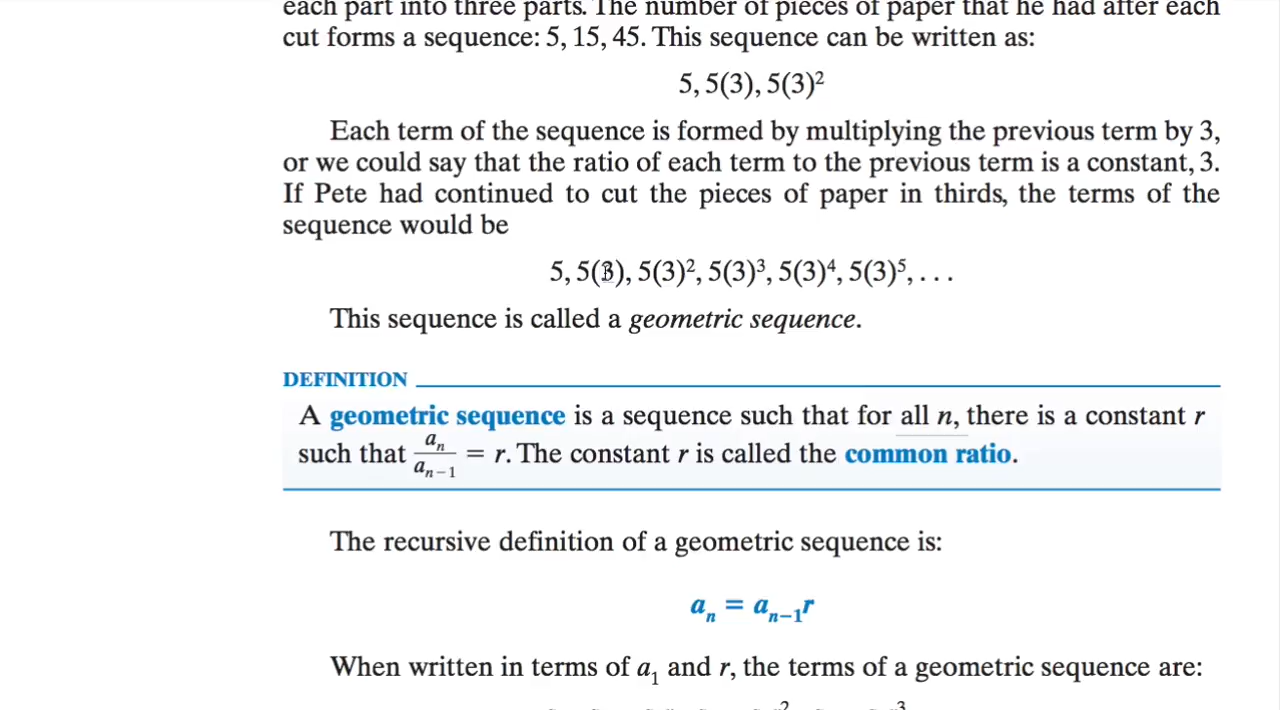 each part into three parts. The number of pieces of paper that he had after each
cut forms a sequence: 5, 15, 45. This sequence can be written as:
5, 5(3), 5(3)²
Each term of the sequence is formed by multiplying the previous term by 3,
or we could say that the ratio of each term to the previous term is a constant, 3.
If Pete had continued to cut the pieces of paper in thirds, the terms of the
sequence would be
5, 5(3), 5(3)², 5(3)³, 5(3)⁴, 5(3)⁵, . . .
This sequence is called a geometric sequence.
DEFINITION
A geometric sequence is a sequence such that for all n, there is a constant r
such that aₙ/aₙ₋₁ = r. The constant r is called the common ratio.
The recursive definition of a geometric sequence is:
aₙ = aₙ₋₁r
When written in terms of a₁ and r, the terms of a geometric sequence are: